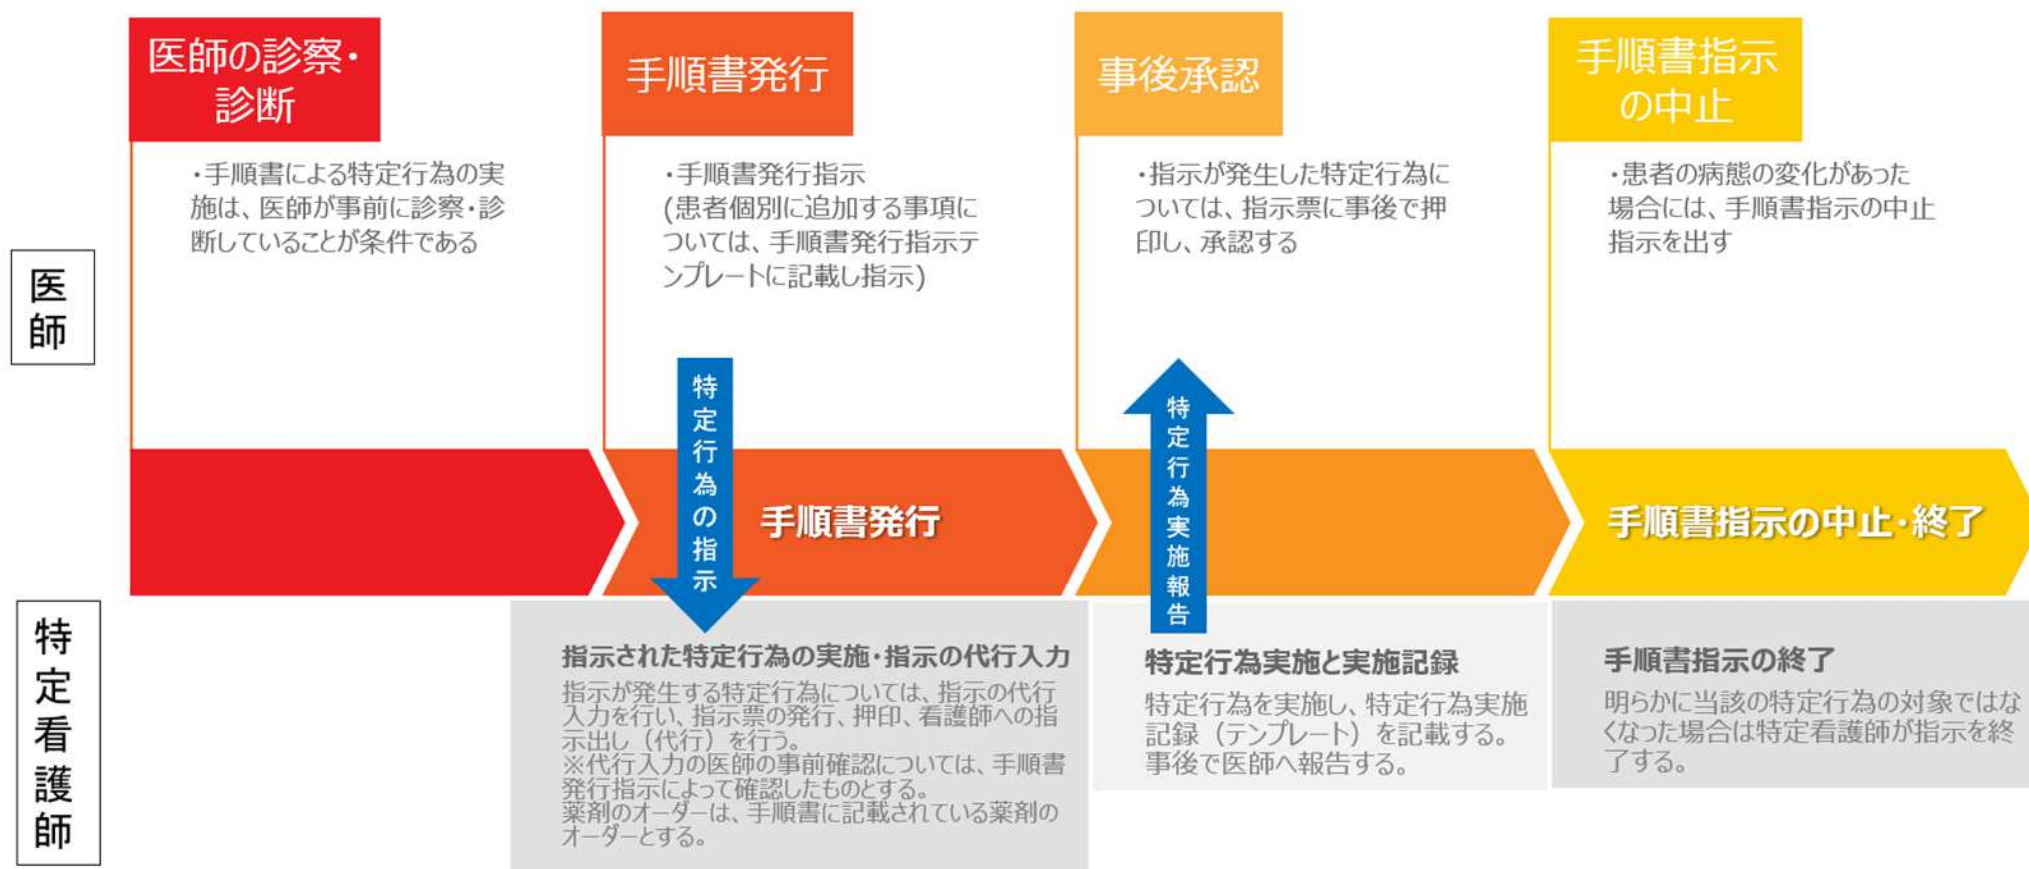 医師の診察・
診断
手順書発行
事後承認
手順書指示
の中止
・手順書による特定行為の実
施は、医師が事前に診察・診
断していることが条件である
・手順書発行指示
(患者個別に追加する事項に
ついては、手順書発行指示テ
ンプレートに記載し指示)
・指示が発生した特定行為に
ついては、指示票に事後で押
印し、承認する
・患者の病態の変化があった
場合には、手順書指示の中止
指示を出す
医師
特定行為の指示
特定行為実施報告
手順書発行
手順書指示の中止・終了
特定看護師
指示された特定行為の実施・指示の代行入力
指示が発生する特定行為については、指示の代行
入力を行い、指示票の発行、押印、看護師への指
示出し（代行）を行う。
※代行入力の医師の事前確認については、手順書
発行指示によって確認したものとする。
薬剤のオーダーは、手順書に記載されている薬剤の
オーダーとする。
特定行為実施と実施記録
特定行為を実施し、特定行為実施
記録（テンプレート）を記載する。
事後で医師へ報告する。
手順書指示の終了
明らかに当該の特定行為の対象ではな
くなった場合は特定看護師が指示を終
了する。